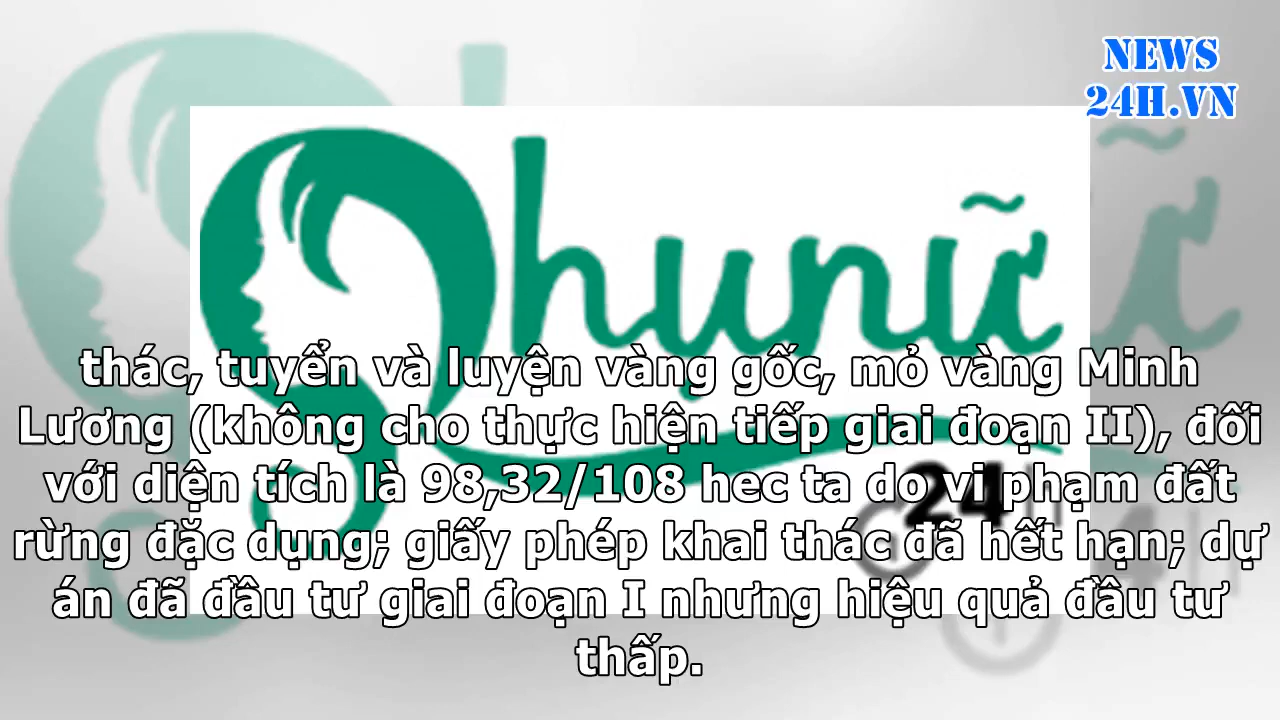 NEWS
24H.VN
Phunữ
24h
thác, tuyển và luyện vàng gốc, mỏ vàng Minh
Lương (không cho thực hiện tiếp giai đoạn II), đối
với diện tích là 98,32/108 hec ta do vi phạm đất
rừng đặc dụng; giấy phép khai thác đã hết hạn; dự
án đã đầu tư giai đoạn I nhưng hiệu quả đầu tư
thấp.